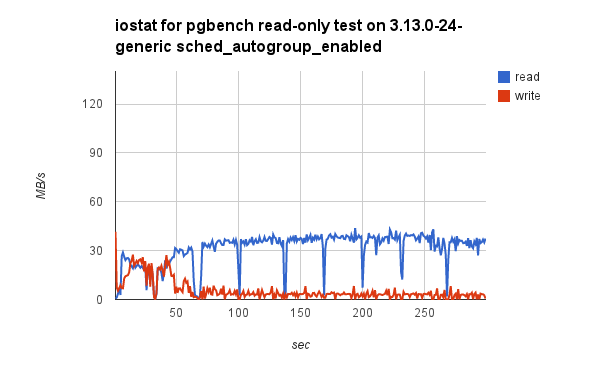 iostat for pgbench read-only test on 3.13.0-24-
generic sched_autogroup_enabled
read
write
120
90
60
30
0
MB/s
50
100
150
200
250
sec